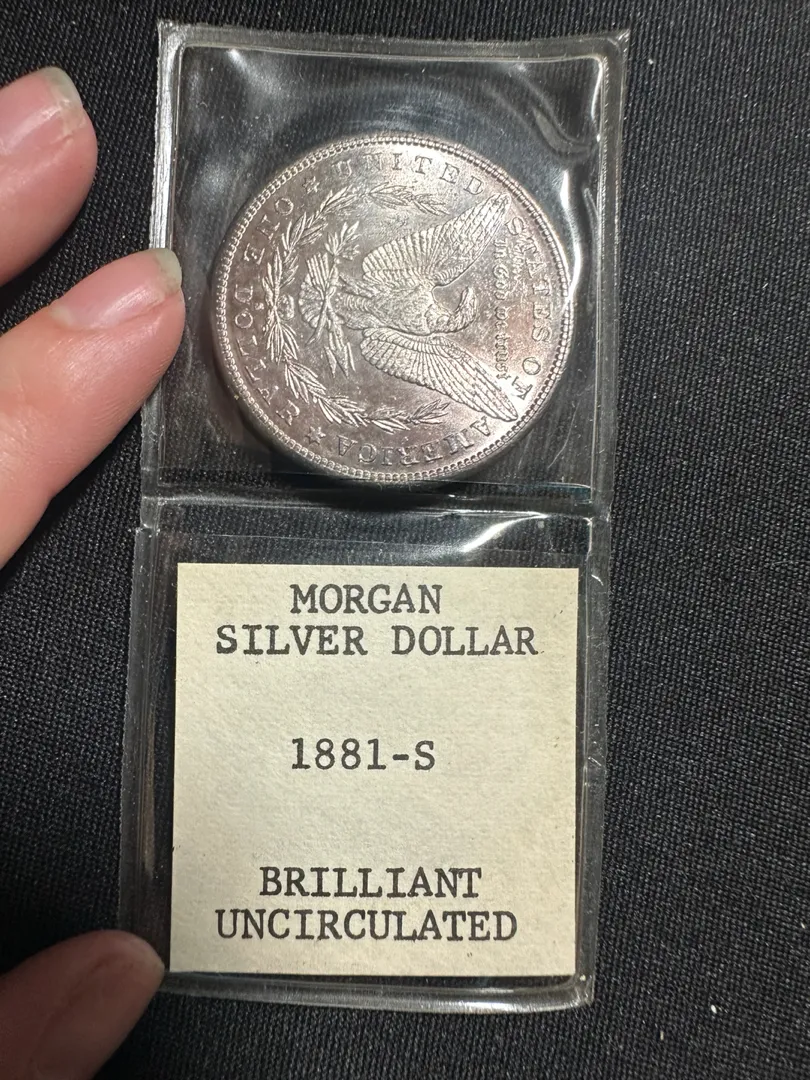 UNITED STATES OF AMERICA
In God we trust
ONE DOLLAR
S
MORGAN
SILVER DOLLAR
1881-S
BRILLIANT
UNCIRCULATED